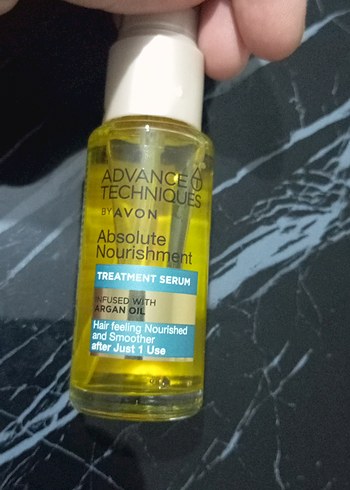 ADVANCE
TECHNIQUES
BY AVON
Absolute
Nourishment
TREATMENT SERUM
INFUSED WITH
ARGAN OIL
Hair feeling Nourished
and Smoother
after Just 1 Use